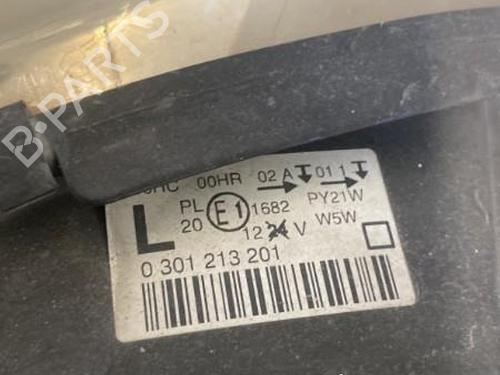 B-PARTS
00HR 02 A 01 1
L PL E1 1682 PY21W
20 12 24 V W5W
0 301 213 201